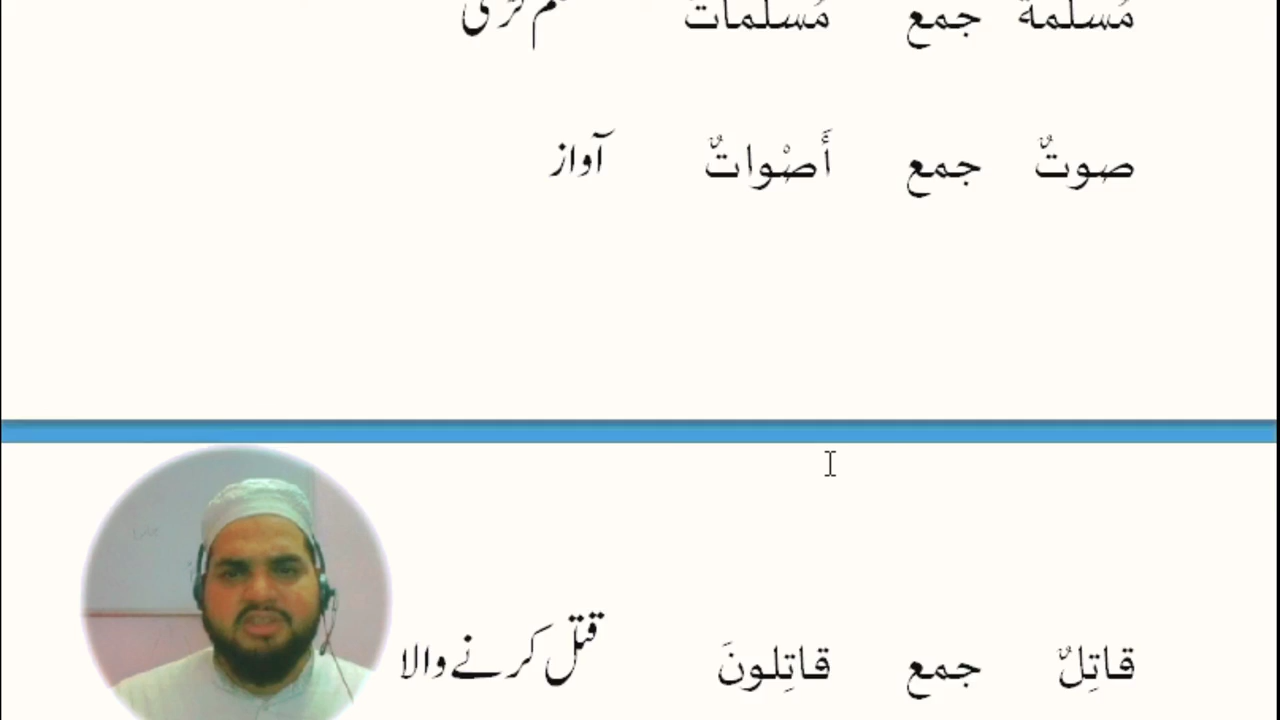 مُسلمة جمع مُسلمات
صوتٌ جمع أَصْواتٌ آواز
قاتِلٌ جمع قاتِلونَ قتل کرنے والا